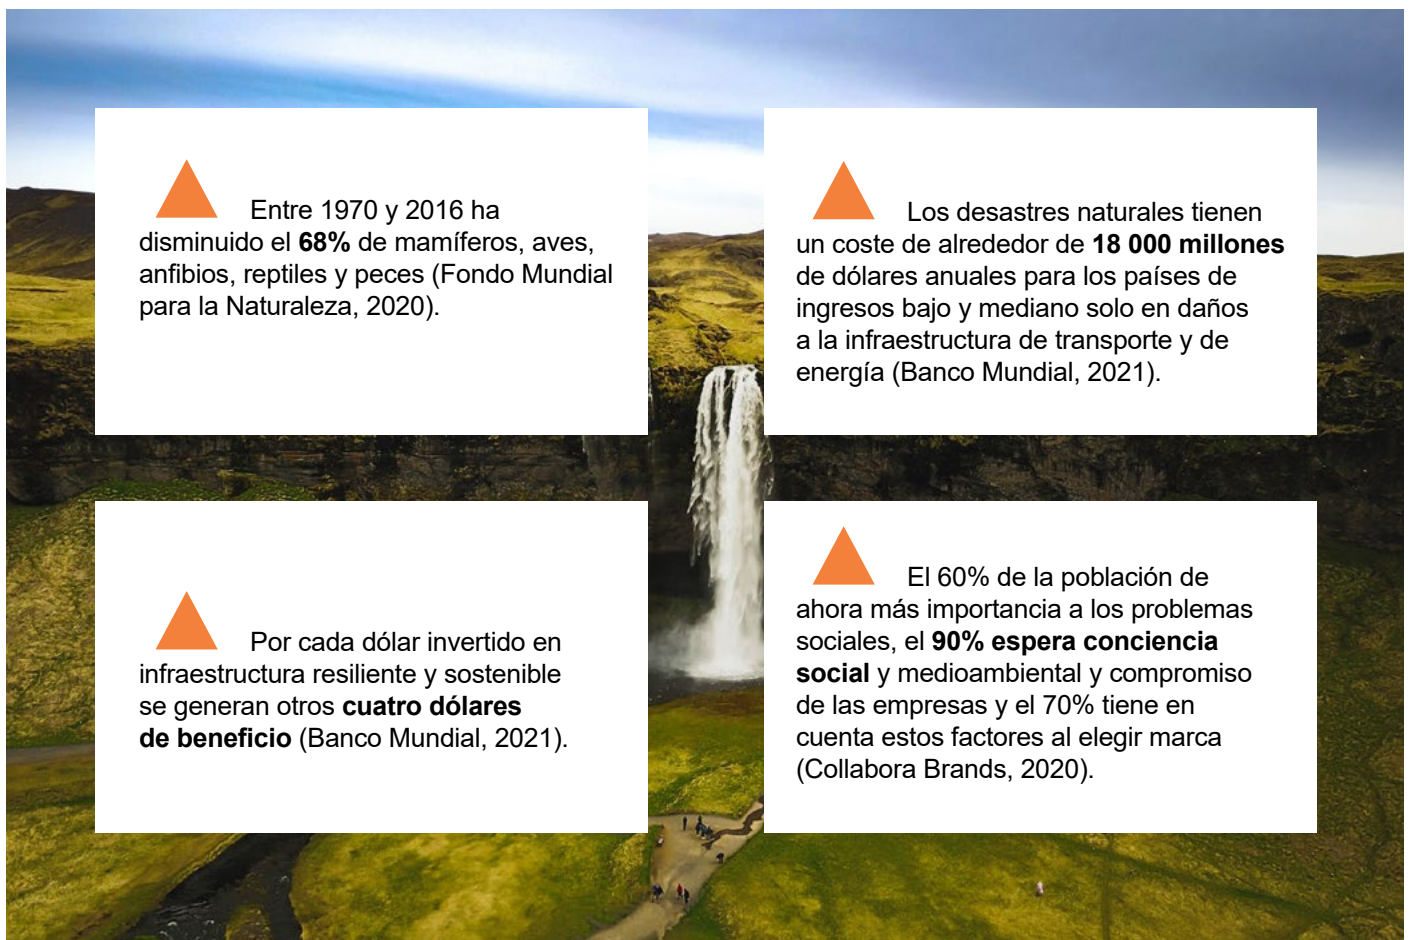 Entre 1970 y 2016 ha
disminuido el 68% de mamíferos, aves,
anfibios, reptiles y peces (Fondo Mundial
para la Naturaleza, 2020).
Los desastres naturales tienen
un coste de alrededor de 18 000 millones
de dólares anuales para los países de
ingresos bajo y mediano solo en daños
a la infraestructura de transporte y de
energía (Banco Mundial, 2021).
Por cada dólar invertido en
infraestructura resiliente y sostenible
se generan otros cuatro dólares
de beneficio (Banco Mundial, 2021).
El 60% de la población de
ahora más importancia a los problemas
sociales, el 90% espera conciencia
social y medioambiental y compromiso
de las empresas y el 70% tiene en
cuenta estos factores al elegir marca
(Collabora Brands, 2020).